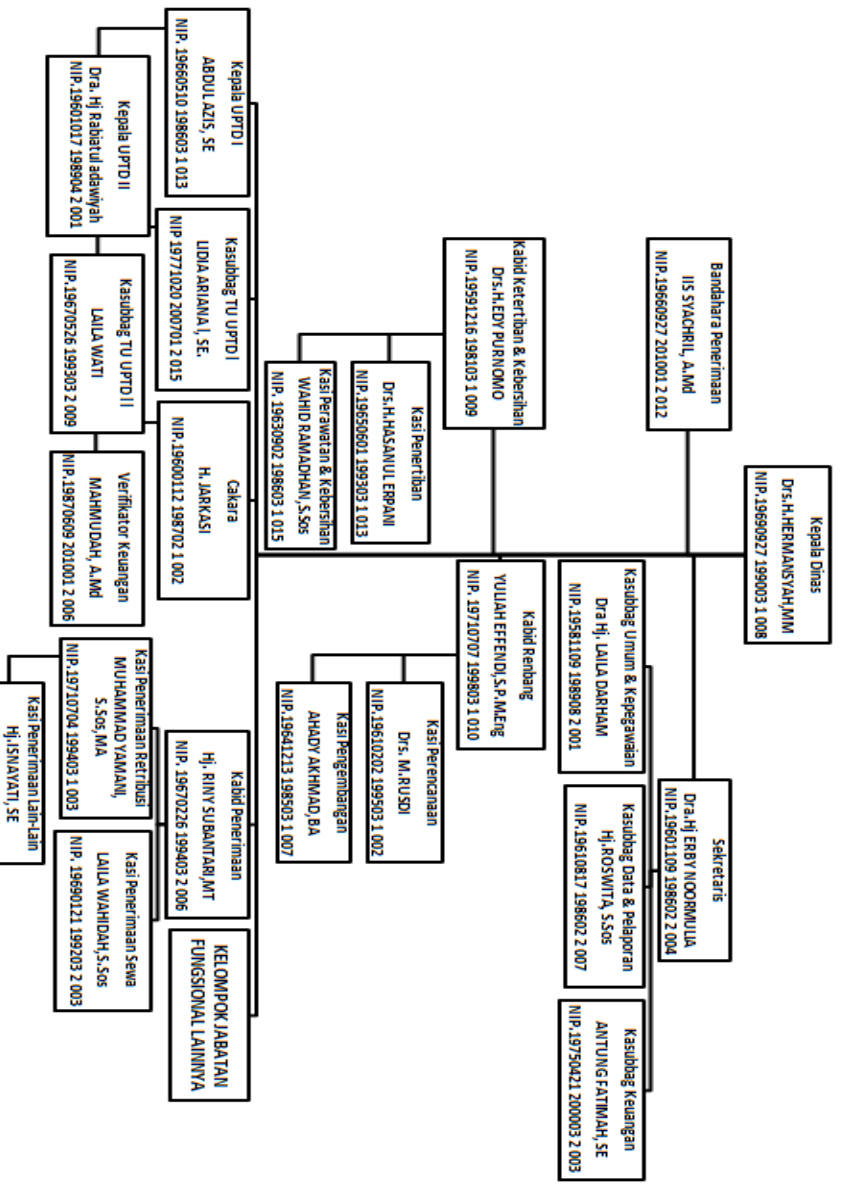 Kepala Dinas
Drs.H.HERMANSYAH,MM
NIP.19690927 199003 1 008
Bandahara Penerimaan
IIS SYACHRIL, A.Md
NIP.19660927 201001 2 012
Sekretaris
Dra.Hj ERBY NOORMULIA
NIP.19601109 198602 2 004
Kasubbag Umum & Kepegawaian
Dra Hj. LAILA DARHAM
NIP.19581109 198908 2 001
Kasubbag Data & Pelaporan
Hj.ROSWITA, S.Sos
NIP.19610817 198602 2 007
Kasubbag Keuangan
ANTUNG FATIMAH, SE
NIP.19750421 200003 2 003
Kabid Ketertiban & Kebersihan
Drs.H.EDY PURNOMO
NIP.19591216 198103 1 009
Kabid Renbang
YULIAH EFFENDI,S.P.M.Eng
NIP. 19710707 199803 1 010
Kasi Penertiban
Drs.H.HASANUL ERPANI
NIP.19650601 199303 1 013
Kasi Perawatan & Kebersihan
WAHID RAMADHAN,S.Sos
NIP. 19630902 198603 1 015
Kasi Perencanaan
Drs. M.RUSDI
NIP.19610202 199503 1 002
Kasi Pengembangan
AHADY AKHMAD,BA
NIP.19641213 198503 1 007
Kepala UPTD I
ABDUL AZIS, SE
NIP. 19660510 198603 1 013
Kasubbag TU UPTD I
LIDIA ARIANA I, SE.
NIP 19771020 200701 2 015
Cakara
H. JARKASI
NIP.19600112 198702 1 002
Kabid Penerimaan
Hj. RINY SUBANTARI,MT
NIP. 19670226 199403 2 006
KELOMPOK JABATAN
FUNGSIONAL LAINNYA
Kepala UPTD II
Dra. Hj Rabiatul adawiyah
NIP.19601017 198904 2 001
Kasubbag TU UPTD II
LAILA WATI
NIP.19670526 199303 2 009
Verifikator Keuangan
MAHMUDAH, A.Md
NIP.19870609 201001 2 006
Kasi Penerimaan Retribusi
MUHAMMAD YAMANI,
S.Sos,MA
NIP.19710704 199403 1 003
Kasi Penerimaan Sewa
LAILA WAHIDAH,S.Sos
NIP. 19690121 199203 2 003
Kasi Penerimaan Lain-Lain
Hj.ISNAYATI, SE